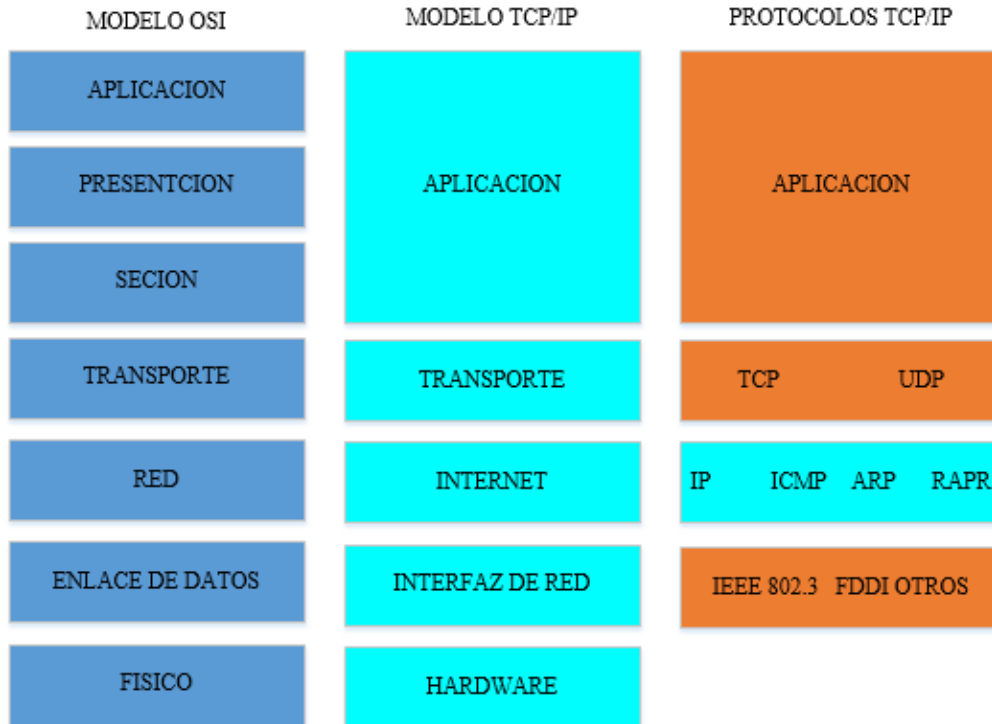 MODELO OSI
MODELO TCP/IP
PROTOCOLOS TCP/IP
APLICACION
PRESENTCION
SECION
TRANSPORTE
RED
ENLACE DE DATOS
FISICO
APLICACION
TRANSPORTE
INTERNET
INTERFAZ DE RED
HARDWARE
APLICACION
TCP UDP
IP ICMP ARP RAPR
IEEE 802.3 FDDI OTROS